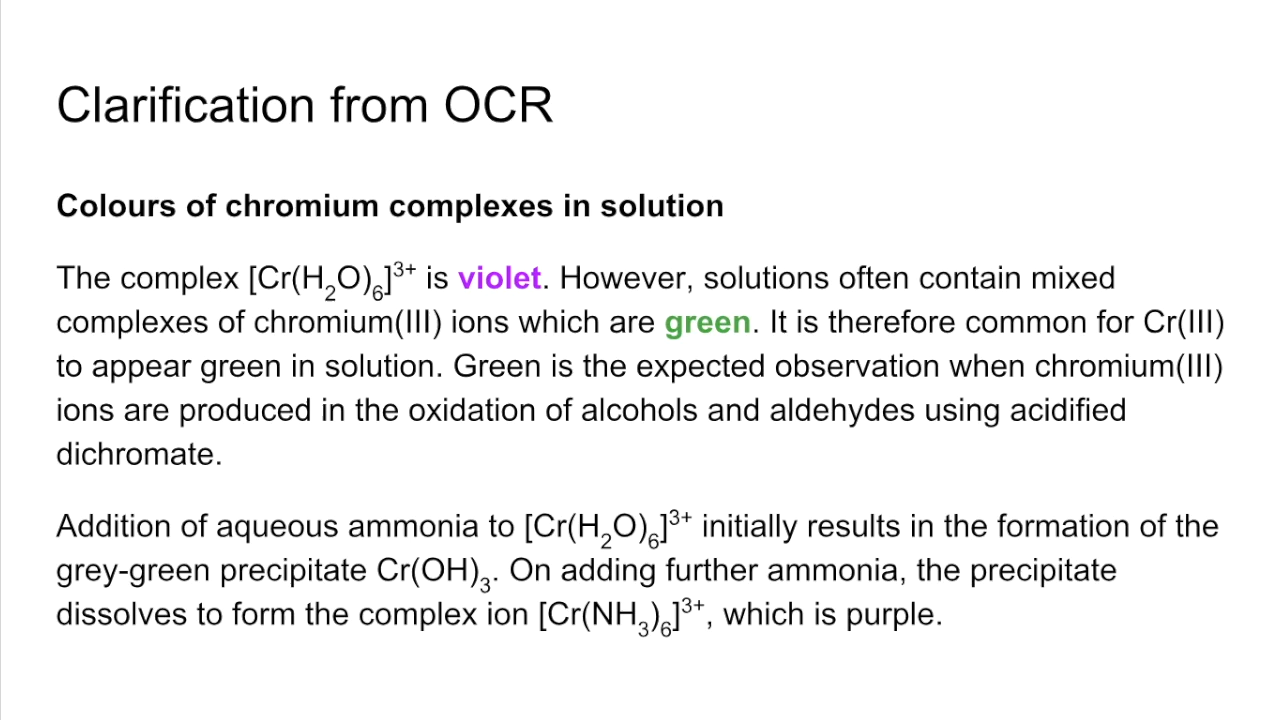 Clarification from OCR
Colours of chromium complexes in solution
The complex [Cr(H₂O)₆]³⁺ is violet. However, solutions often contain mixed
complexes of chromium(III) ions which are green. It is therefore common for Cr(III)
to appear green in solution. Green is the expected observation when chromium(III)
ions are produced in the oxidation of alcohols and aldehydes using acidified
dichromate.
Addition of aqueous ammonia to [Cr(H₂O)₆]³⁺ initially results in the formation of the
grey-green precipitate Cr(OH)₃. On adding further ammonia, the precipitate
dissolves to form the complex ion [Cr(NH₃)₆]³⁺, which is purple.